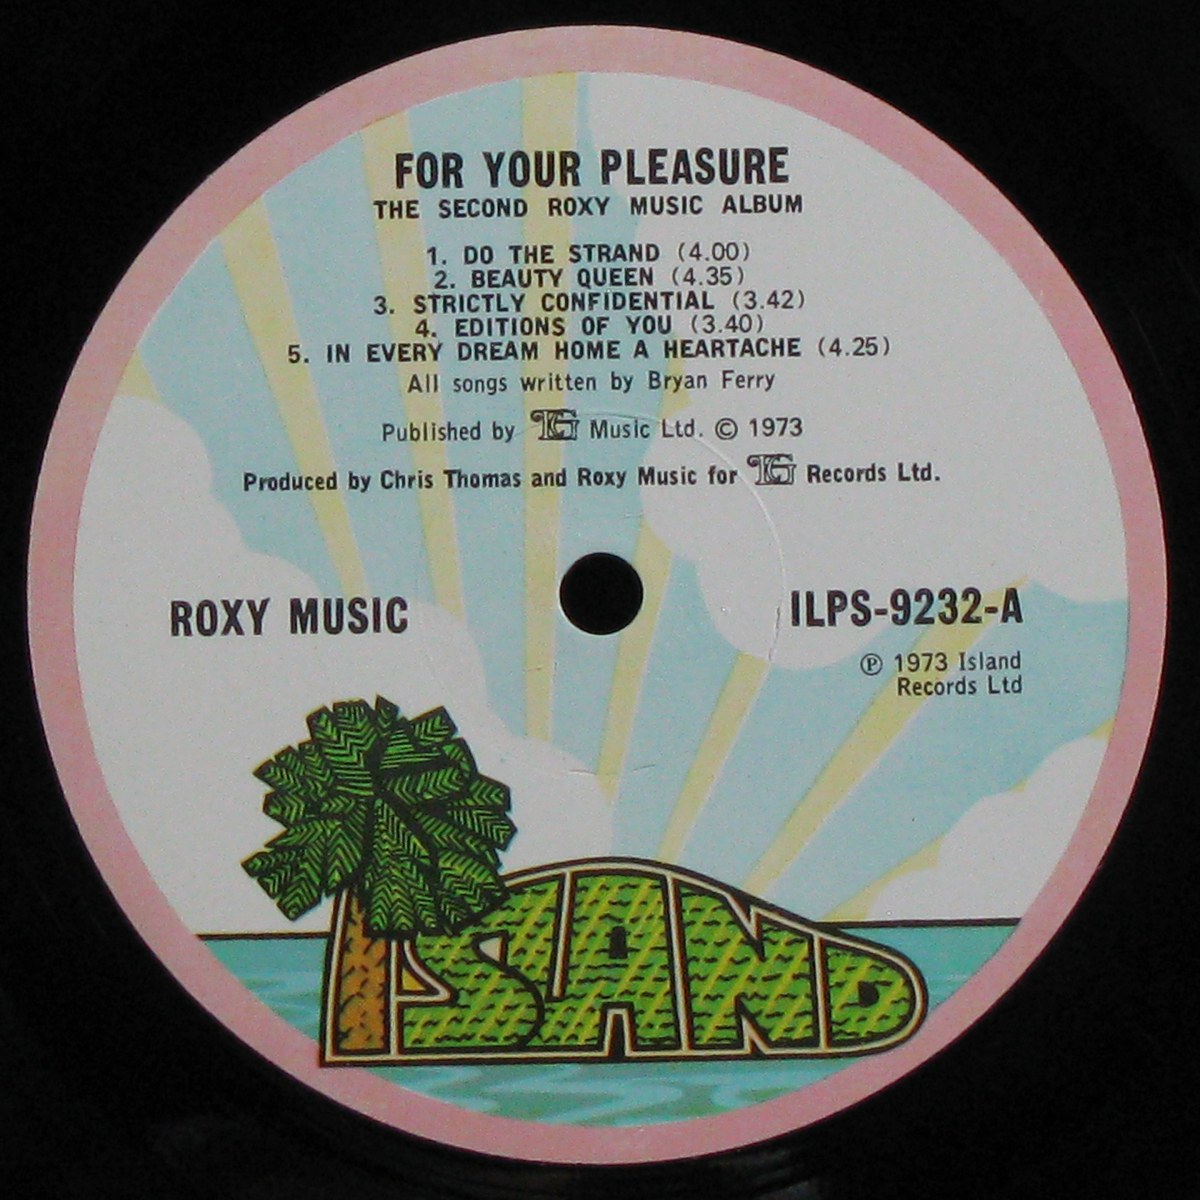 FOR YOUR PLEASURE
THE SECOND ROXY MUSIC ALBUM
1. DO THE STRAND (4.00)
2. BEAUTY QUEEN (4.35)
3. STRICTLY CONFIDENTIAL (3.42)
4. EDITIONS OF YOU (3.40)
5. IN EVERY DREAM HOME A HEARTACHE (4.25)
All songs written by Bryan Ferry
Published by EG Music Ltd. © 1973
Produced by Chris Thomas and Roxy Music for EG Records Ltd.
ROXY MUSIC
ILPS-9232-A
℗ 1973 Island
Records Ltd
ISLAND